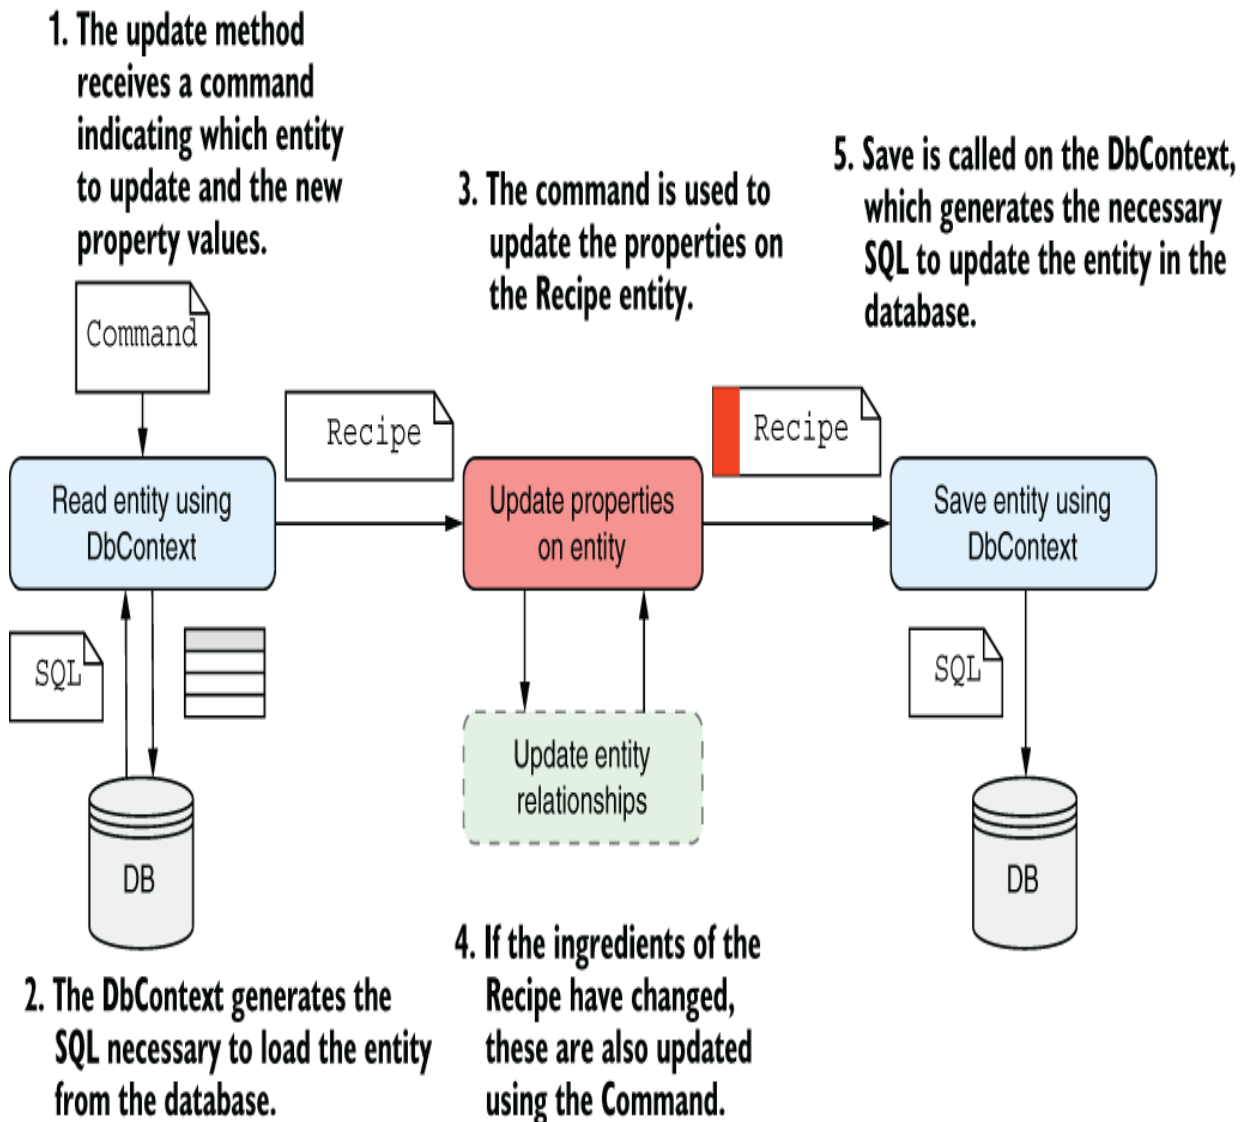 1. The update method
receives a command
indicating which entity
to update and the new
property values.
3. The command is used to
update the properties on
the Recipe entity.
5. Save is called on the DbContext,
which generates the necessary
SQL to update the entity in the
database.
Command
Recipe
Recipe
Read entity using
DbContext
Update properties
on entity
Save entity using
DbContext
SQL
SQL
Update entity
relationships
DB
DB
2. The DbContext generates the
SQL necessary to load the entity
from the database.
4. If the ingredients of the
Recipe have changed,
these are also updated
using the Command.